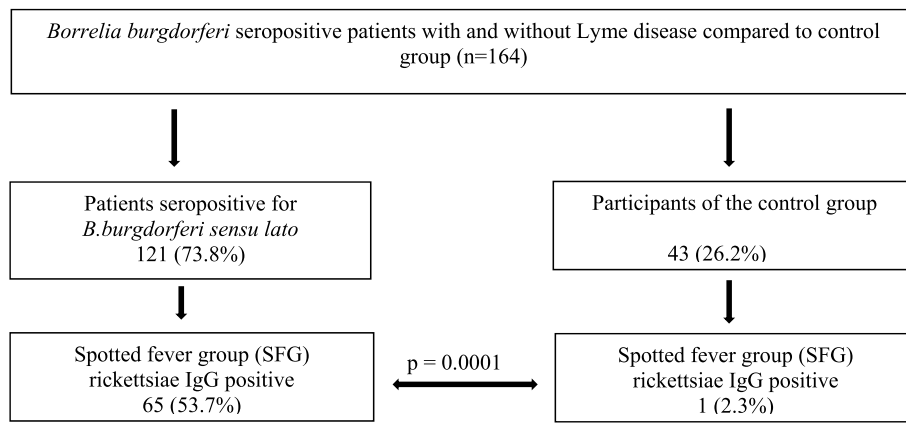 Borrelia burgdorferi seropositive patients with and without Lyme disease compared to control
group (n=164)
Patients seropositive for
B.burgdorferi sensu lato
121 (73.8%)
Participants of the control group
43 (26.2%)
Spotted fever group (SFG)
rickettsiae IgG positive
65 (53.7%)
p = 0.0001
Spotted fever group (SFG)
rickettsiae IgG positive
1 (2.3%)